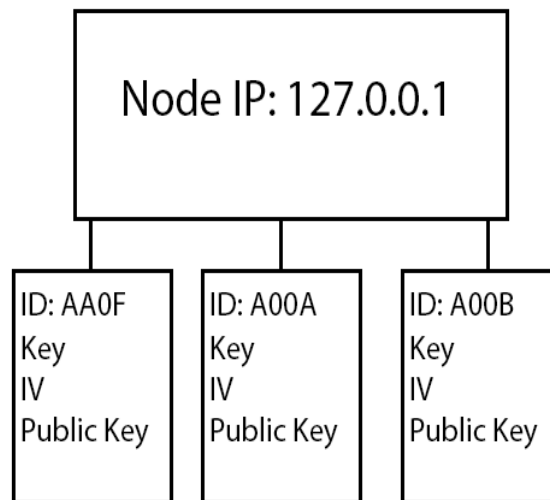 Node IP: 127.0.0.1
ID: AA0F
Key
IV
Public Key
ID: A00A
Key
IV
Public Key
ID: A00B
Key
IV
Public Key